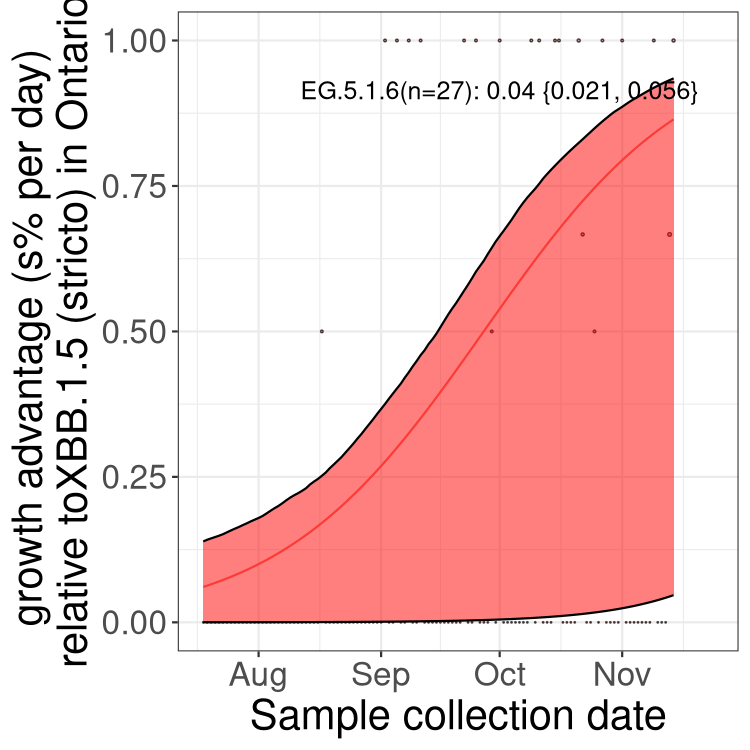 growth advantage (s% per day)
relative toXBB.1.5 (stricto) in Ontario
1.00
0.75
0.50
0.25
0.00
EG.5.1.6(n=27): 0.04 {0.021, 0.056}
Aug Sep Oct Nov
Sample collection date